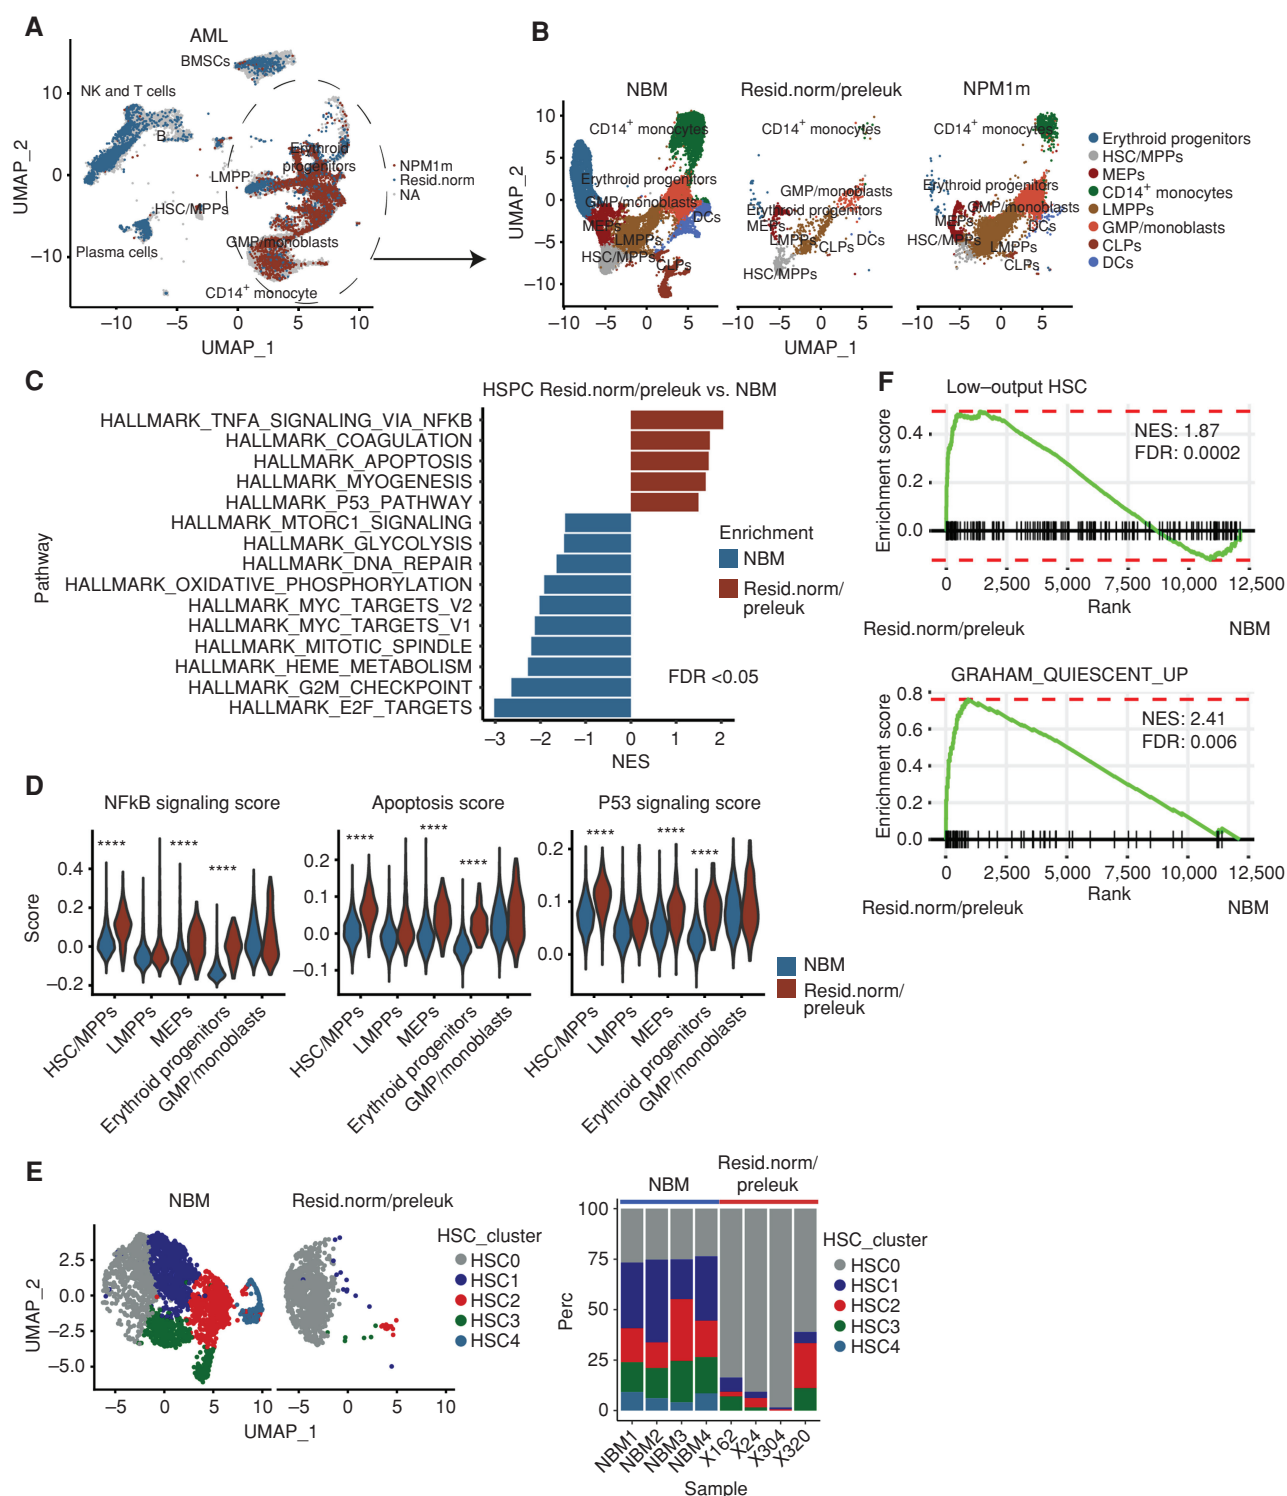 A
AML
BMSCs
NK and T cells
B
Erythroid
progenitors
LMPP
HSC/MPPs
GMP/monoblasts
Plasma cells
CD14+ monocyte
NPM1m
Resid.norm
NA
10
0
−10
UMAP_2
−10
−5
0
5
10
UMAP_1
B
NBM
Resid.norm/preleuk
NPM1m
CD14+ monocytes
Erythroid progenitors
GMP/monoblasts
MEPs
LMPPs
DCs
HSC/MPPs
CLPs
CD14+ monocytes
GMP/monoblasts
Erythroid progenitors
MEPs
LMPPs
CLPs
DCs
HSC/MPPs
CD14+ monocytes
Erythroid progenitors
GMP/monoblasts
MEPs
DCs
HSC/MPPs
LMPPs
CLPs
Erythroid progenitors
HSC/MPPs
MEPs
CD14+ monocytes
LMPPs
GMP/monoblasts
CLPs
DCs
10
5
0
−5
−10
UMAP_2
−10 −5 0 5
−10 −5 0 5
−10 −5 0 5
UMAP_1
C
HSPC Resid.norm/preleuk vs. NBM
HALLMARK_TNFA_SIGNALING_VIA_NFKB
HALLMARK_COAGULATION
HALLMARK_APOPTOSIS
HALLMARK_MYOGENESIS
HALLMARK_P53_PATHWAY
HALLMARK_MTORC1_SIGNALING
HALLMARK_GLYCOLYSIS
HALLMARK_DNA_REPAIR
HALLMARK_OXIDATIVE_PHOSPHORYLATION
HALLMARK_MYC_TARGETS_V2
HALLMARK_MYC_TARGETS_V1
HALLMARK_MITOTIC_SPINDLE
HALLMARK_HEME_METABOLISM
HALLMARK_G2M_CHECKPOINT
HALLMARK_E2F_TARGETS
Pathway
Enrichment
NBM
Resid.norm/
preleuk
FDR <0.05
−3 −2 −1 0 1 2
NES
F
Low–output HSC
NES: 1.87
FDR: 0.0002
0.4
0.2
0.0
Enrichment score
0 2,500 5,000 7,500 10,000 12,500
Rank
Resid.norm/preleuk
NBM
GRAHAM_QUIESCENT_UP
NES: 2.41
FDR: 0.006
0.8
0.6
0.4
0.2
0.0
Enrichment score
0 2,500 5,000 7,500 10,000 12,500
Rank
Resid.norm/preleuk
NBM
D
NFkB signaling score
Apoptosis score
P53 signaling score
**** **** ****
**** **** ****
**** **** ****
Score
0.4
0.2
0.0
−0.2
0.2
0.1
0.0
−0.1
0.2
0.1
0.0
HSC/MPPs
LMPPs
MEPs
Erythroid progenitors
GMP/monoblasts
HSC/MPPs
LMPPs
MEPs
Erythroid progenitors
GMP/monoblasts
HSC/MPPs
LMPPs
MEPs
Erythroid progenitors
GMP/monoblasts
NBM
Resid.norm/
preleuk
E
NBM
Resid.norm/preleuk
2.5
0.0
−2.5
−5.0
UMAP_2
−5 0 5 10
−5 0 5 10
UMAP_1
HSC_cluster
HSC0
HSC1
HSC2
HSC3
HSC4
NBM
Resid.norm/
preleuk
100
75
50
25
0
Perc
NBM1
NBM2
NBM3
NBM4
X162
X24
X304
X320
Sample
HSC_cluster
HSC0
HSC1
HSC2
HSC3
HSC4